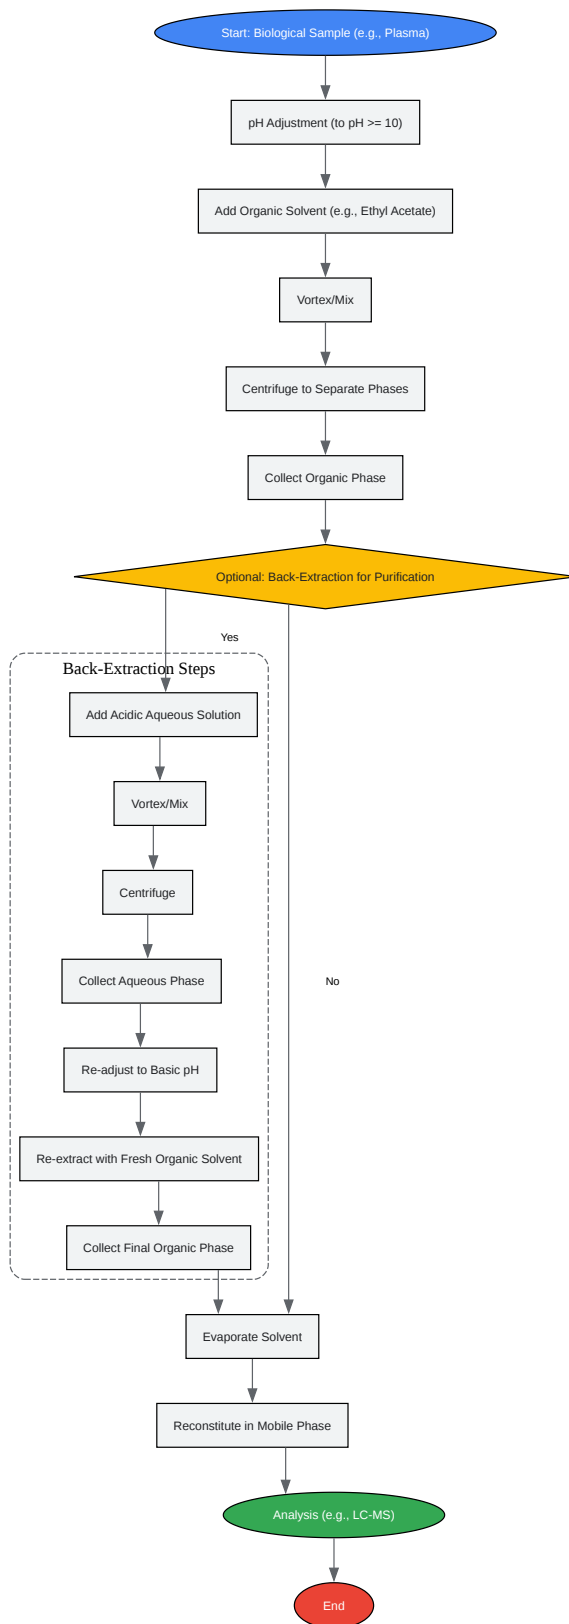 Start: Biological Sample (e.g., Plasma)
pH Adjustment (to pH >= 10)
Add Organic Solvent (e.g., Ethyl Acetate)
Vortex/Mix
Centrifuge to Separate Phases
Collect Organic Phase
Optional: Back-Extraction for Purification
Yes
Back-Extraction Steps
Add Acidic Aqueous Solution
Vortex/Mix
Centrifuge
Collect Aqueous Phase
No
Re-adjust to Basic pH
Re-extract with Fresh Organic Solvent
Collect Final Organic Phase
Evaporate Solvent
Reconstitute in Mobile Phase
Analysis (e.g., LC-MS)
End